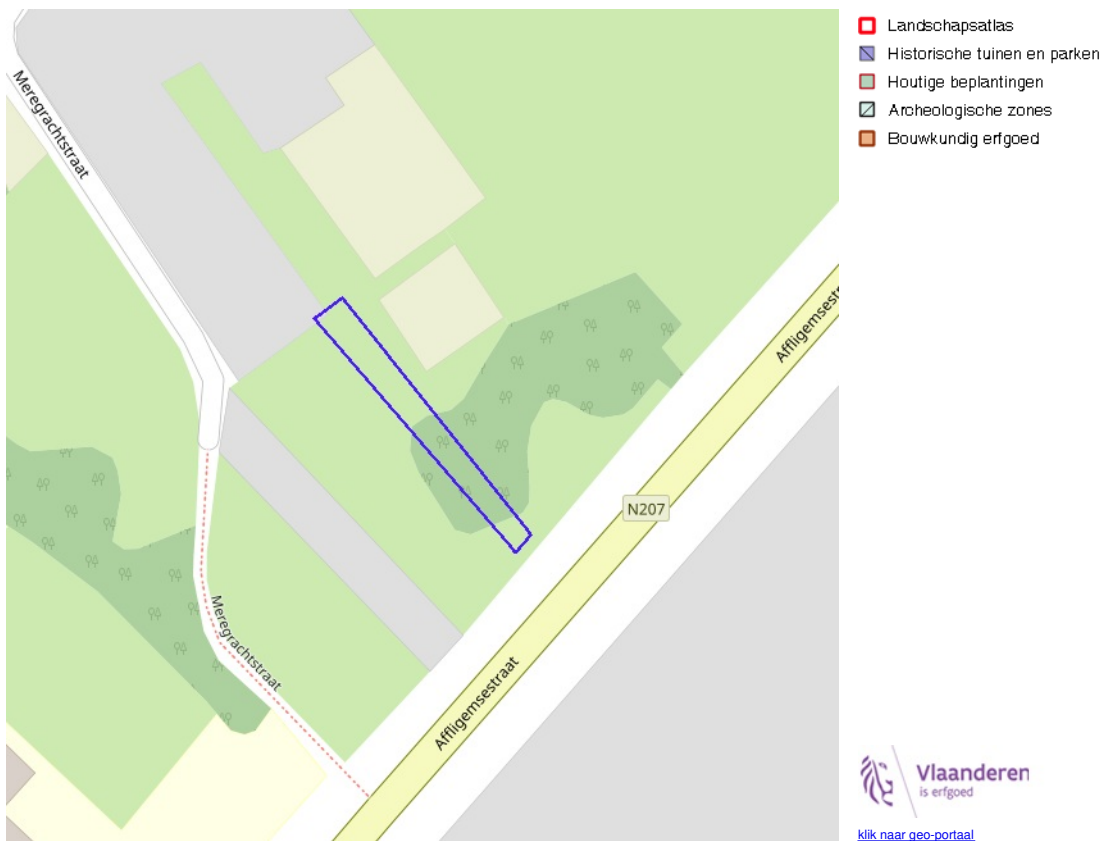 Meregrachtstraat
Affligemsestr
N207
Meregrachtstraat
Affligemsestraat
Landschapsatlas
Historische tuinen en parken
Houtige beplantingen
Archeologische zones
Bouwkundig erfgoed
Vlaanderen
is erfgoed
klik naar geo-portaal